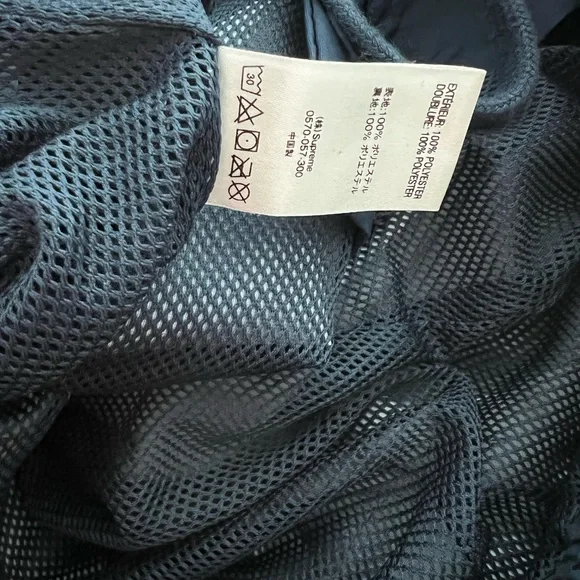 EXTÉRIEUR: 100% POLYESTER
DOUBLURE: 100% POLYESTER
表地:100% ポリエステル
裏地:100% ポリエステル
(株) Supreme
0570-057-300
中国製
30